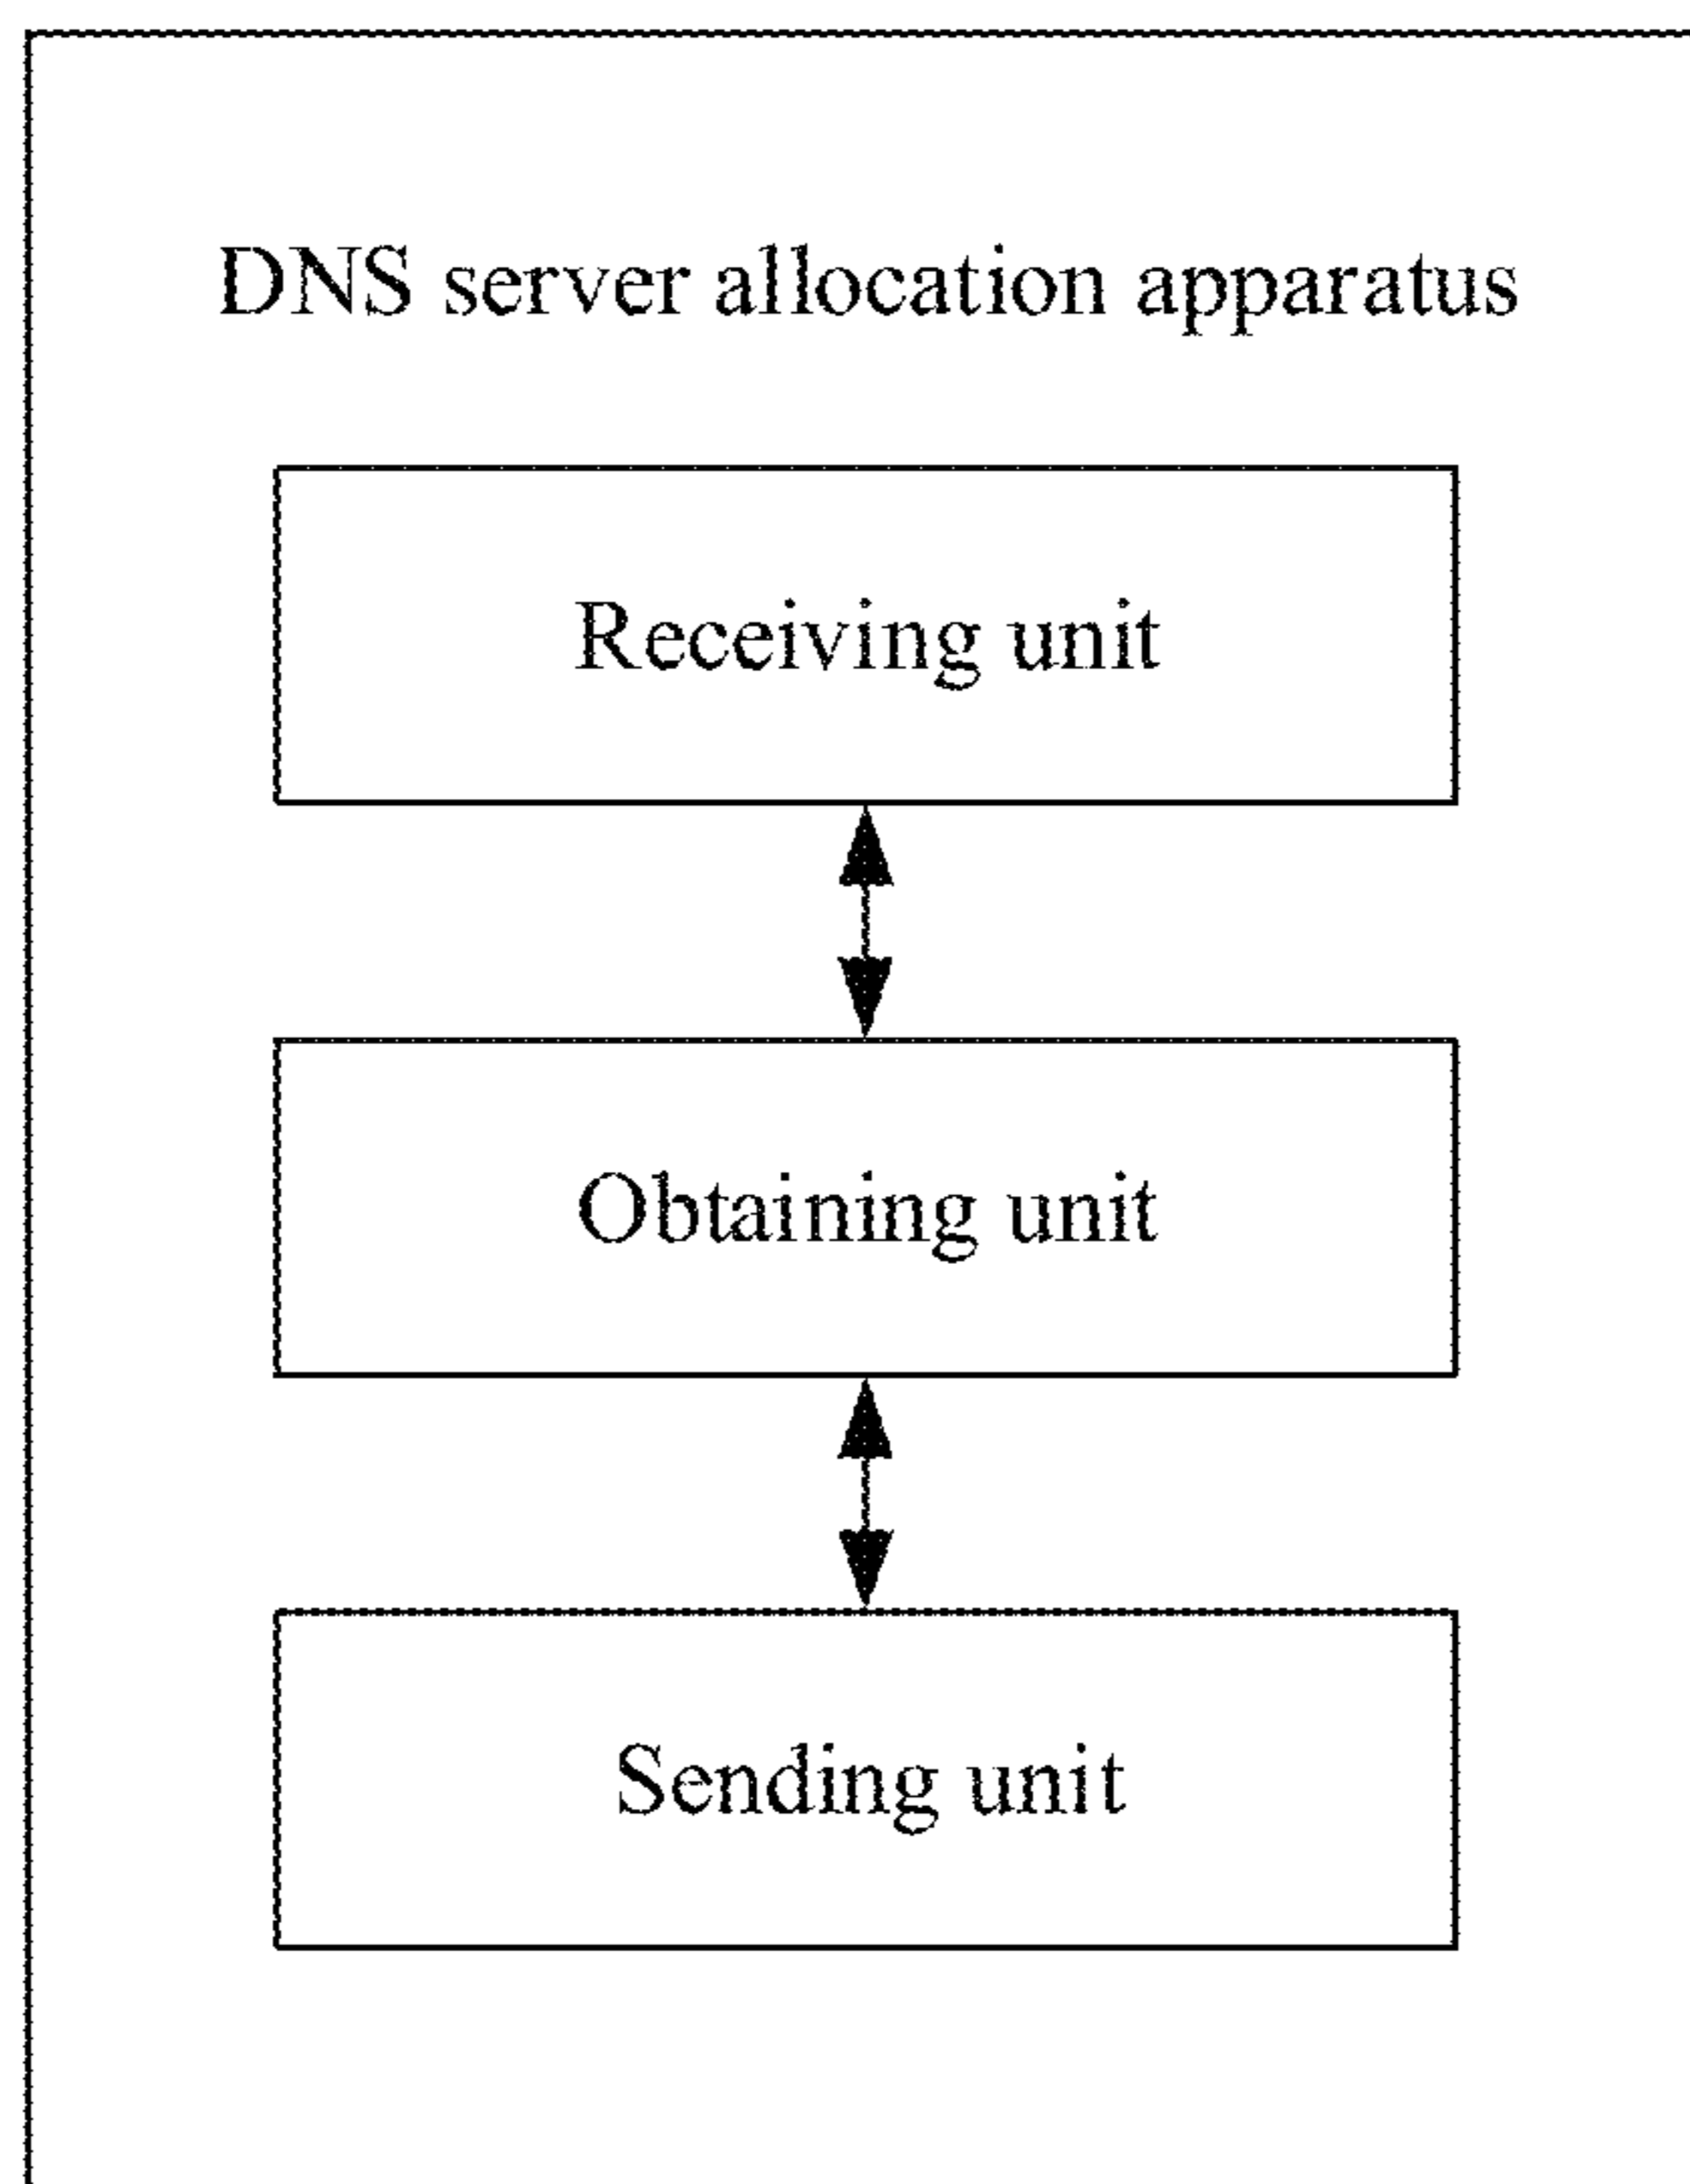 DNS server allocation apparatus
Receiving unit
Obtaining unit
Sending unit